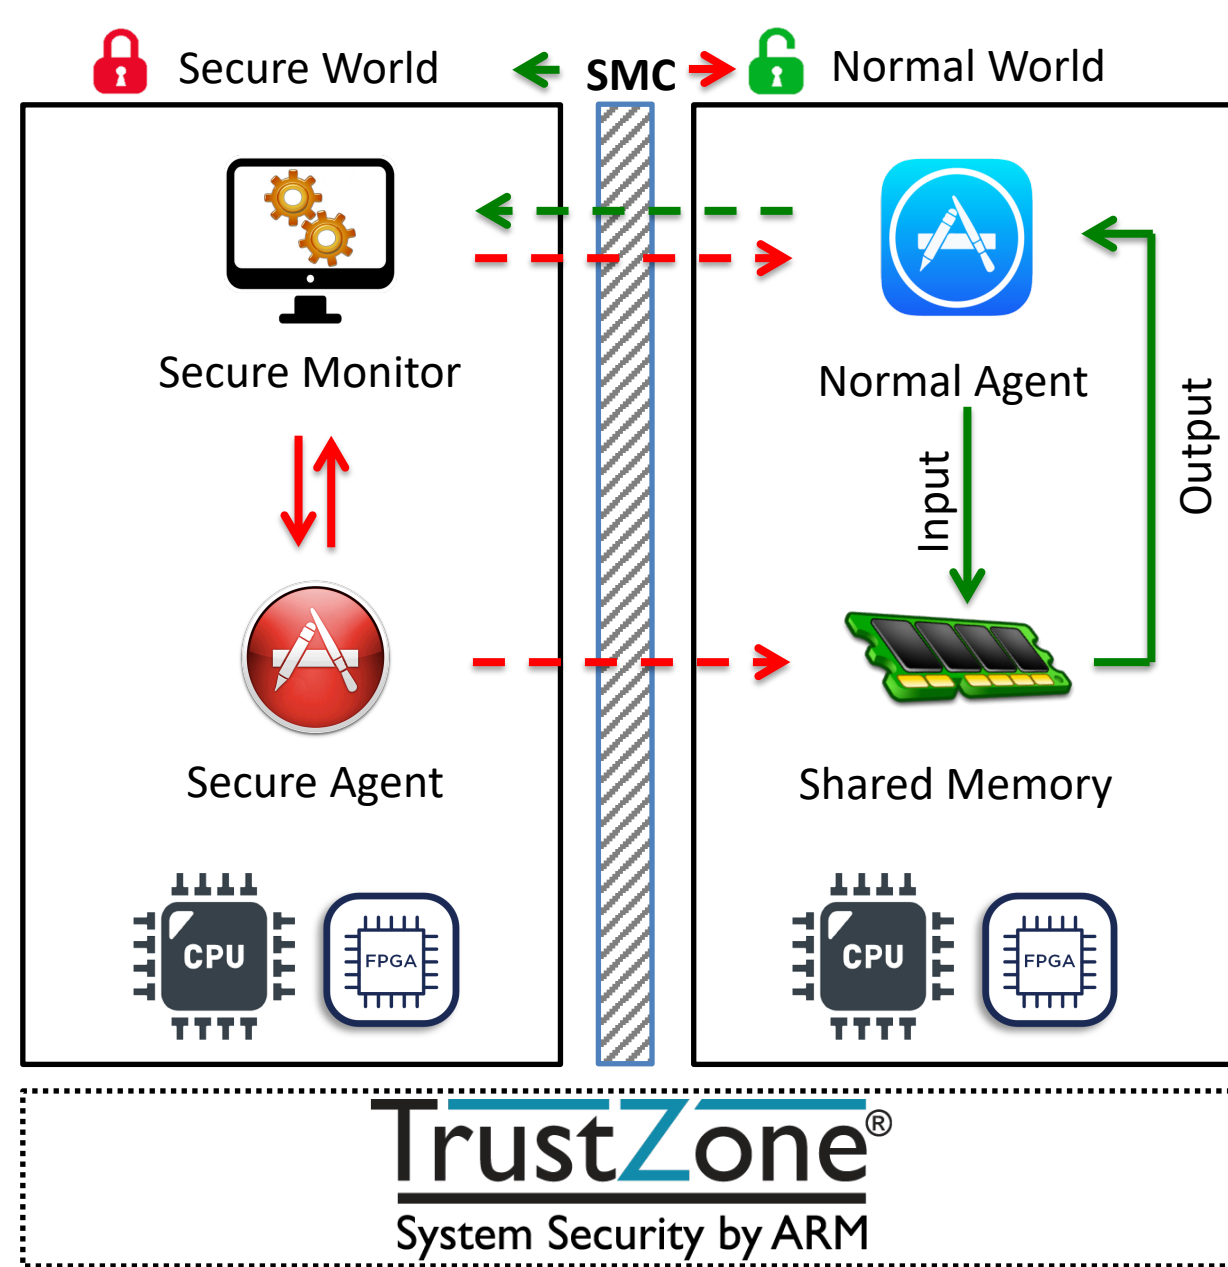 Secure World
SMC
Normal World
Secure Monitor
Normal Agent
Input
Output
Secure Agent
Shared Memory
CPU
FPGA
CPU
FPGA
TrustZone®
System Security by ARM